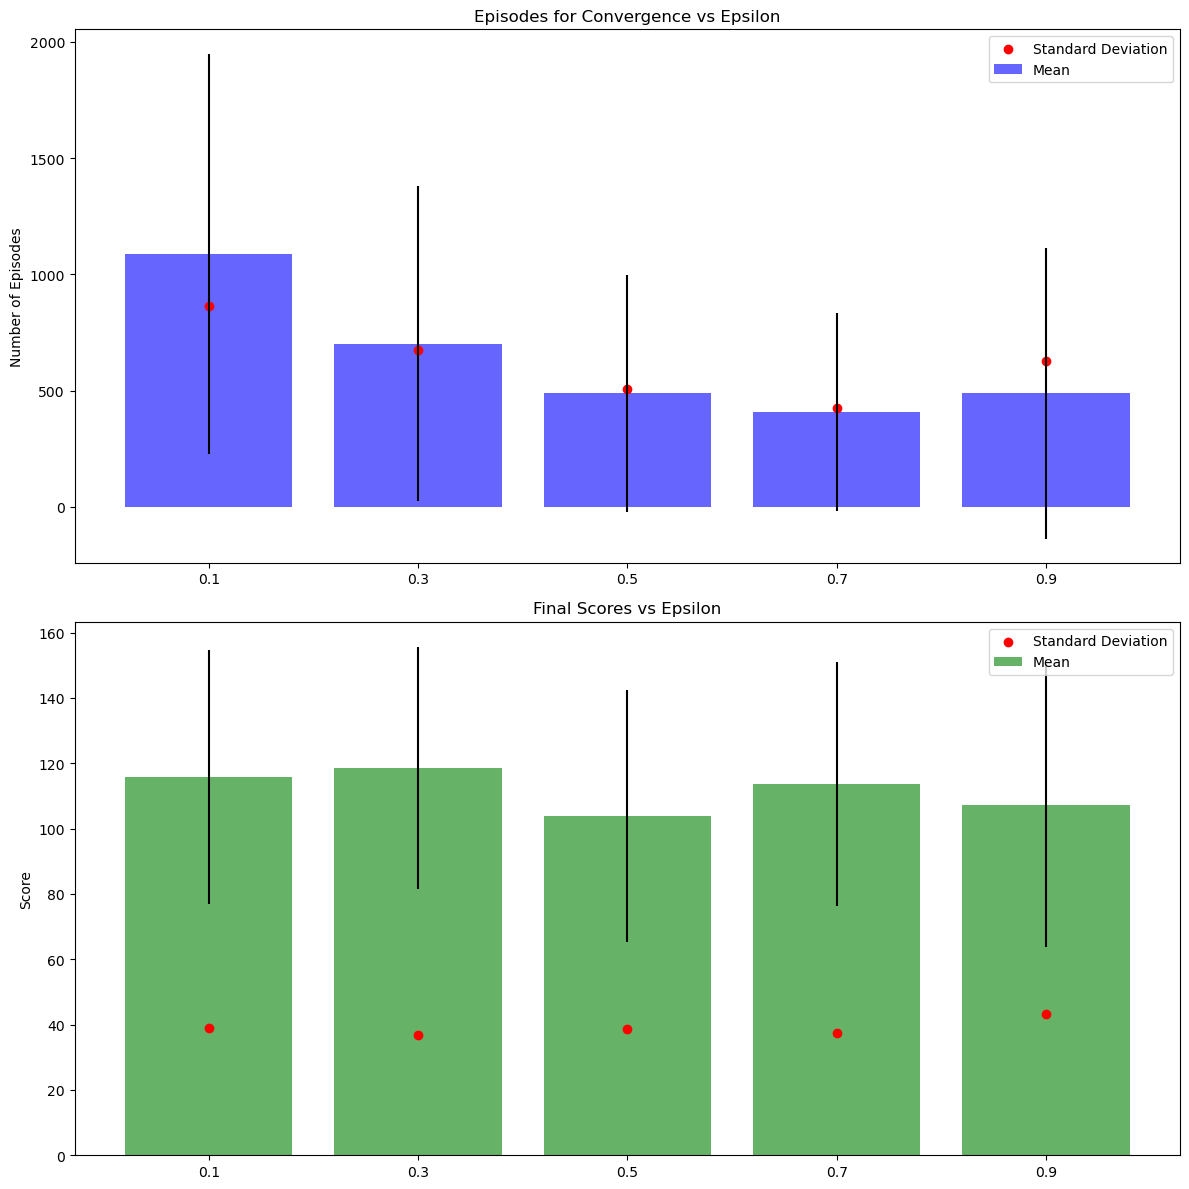 Episodes for Convergence vs Epsilon
2000
1500
1000
500
0
Number of Episodes
Standard Deviation
Mean
0.1 0.3 0.5 0.7 0.9
Final Scores vs Epsilon
160
140
120
100
80
60
40
20
0
Score
Standard Deviation
Mean
0.1 0.3 0.5 0.7 0.9